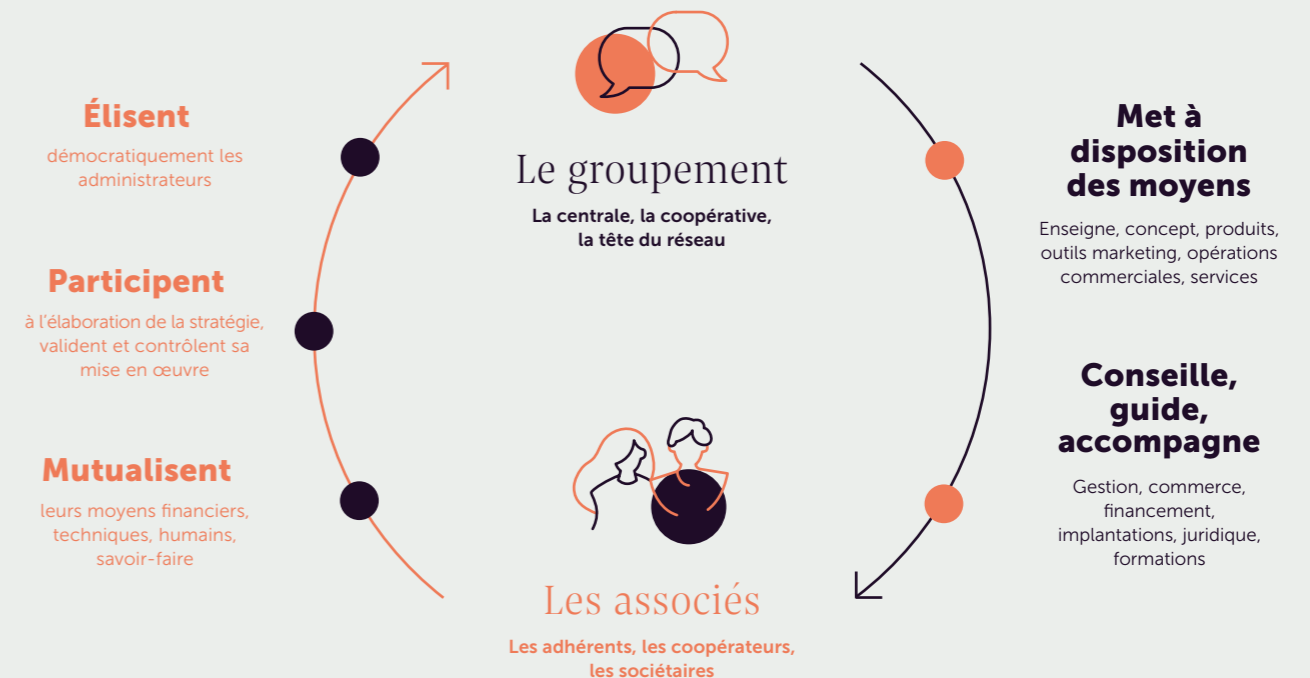 Élisent
démocratiquement les
administrateurs
Participent
à l'élaboration de la stratégie,
valident et contrôlent sa
mise en œuvre
Mutualisent
leurs moyens financiers,
techniques, humains,
savoir-faire
Le groupement
La centrale, la coopérative,
la tête du réseau
Les associés
Les adhérents, les coopérateurs,
les sociétaires
Met à
disposition
des moyens
Enseigne, concept, produits,
outils marketing, opérations
commerciales, services
Conseille,
guide,
accompagne
Gestion, commerce,
financement,
implantations, juridique,
formations